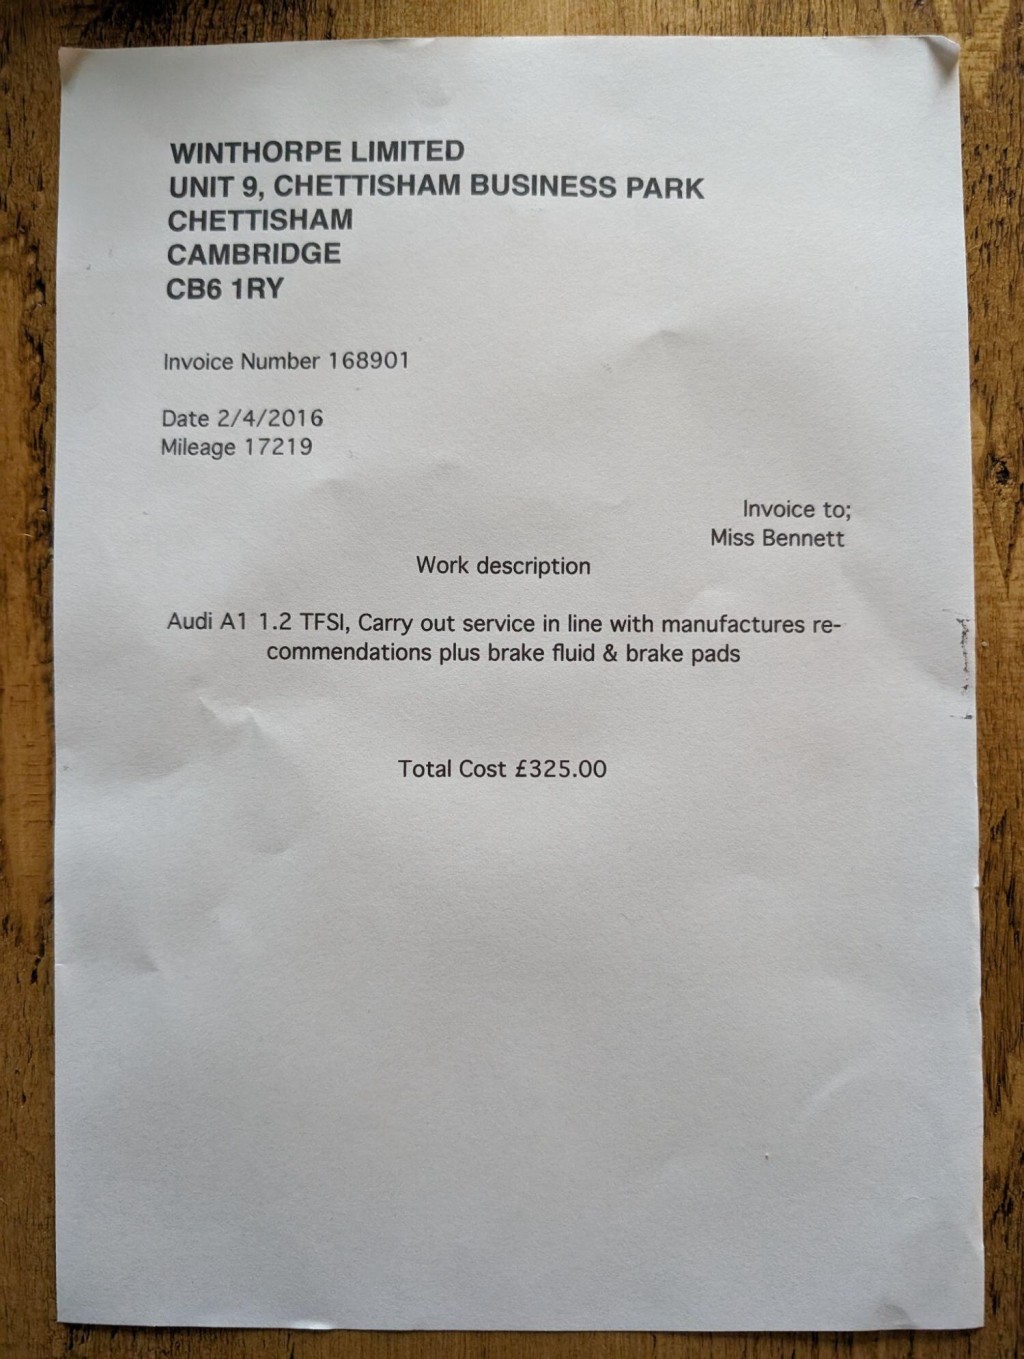 WINTHORPE LIMITED
UNIT 9, CHETTISHAM BUSINESS PARK
CHETTISHAM
CAMBRIDGE
CB6 1RY
Invoice Number 168901
Date 2/4/2016
Mileage 17219
Invoice to;
Miss Bennett
Work description
Audi A1 1.2 TFSI, Carry out service in line with manufactures re-
commendations plus brake fluid & brake pads
Total Cost £325.00